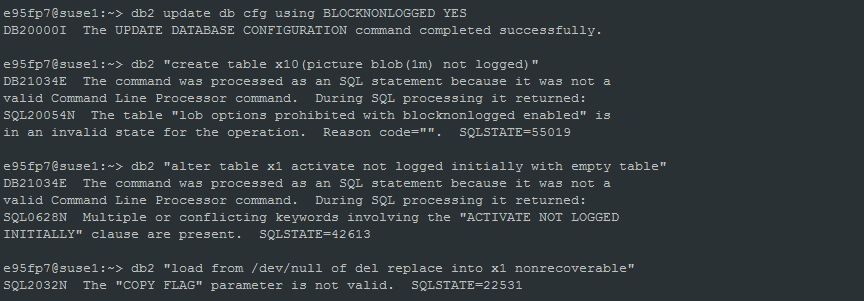 e95fp7@suse1:~> db2 update db cfg using BLOCKNONLOGGED YES
DB20000I  The UPDATE DATABASE CONFIGURATION command completed successfully.
e95fp7@suse1:~> db2 "create table x10(picture blob(1m) not logged)"
DB21034E  The command was processed as an SQL statement because it was not a
valid Command Line Processor command.  During SQL processing it returned:
SQL20054N  The table "lob options prohibited with blocknonlogged enabled" is
in an invalid state for the operation.  Reason code="".  SQLSTATE=55019
e95fp7@suse1:~> db2 "alter table x1 activate not logged initially with empty table"
DB21034E  The command was processed as an SQL statement because it was not a
valid Command Line Processor command.  During SQL processing it returned:
SQL0628N  Multiple or conflicting keywords involving the "ACTIVATE NOT LOGGED
INITIALLY" clause are present.  SQLSTATE=42613
e95fp7@suse1:~> db2 "load from /dev/null of del replace into x1 nonrecoverable"
SQL2032N  The "COPY FLAG" parameter is not valid.  SQLSTATE=22531